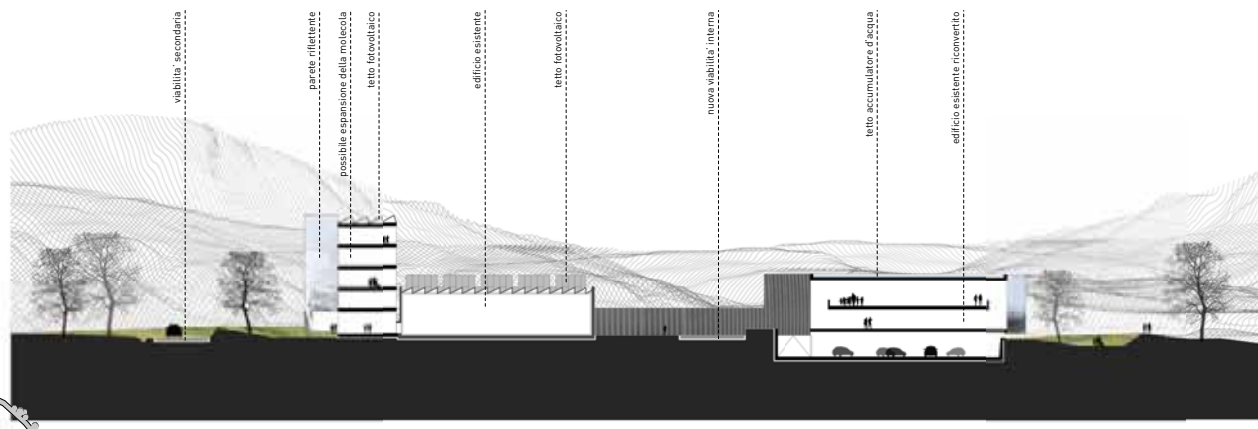 viabilita' secondaria
parete riflettente
possibile espansione della molecola
tetto fotovoltaico
edificio esistente
tetto fotovoltaico
nuova viabilita' interna
tetto accumulatore d'acqua
edificio esistente riconvertito